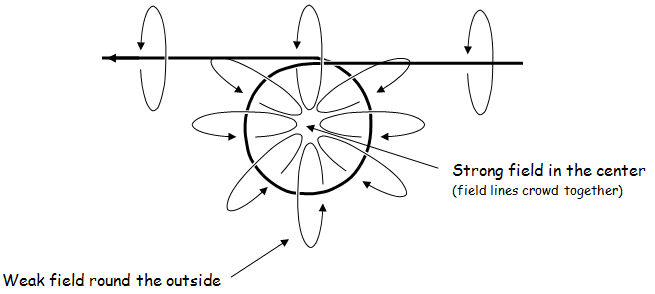 Strong field in the center
(field lines crowd together)
Weak field round the outside